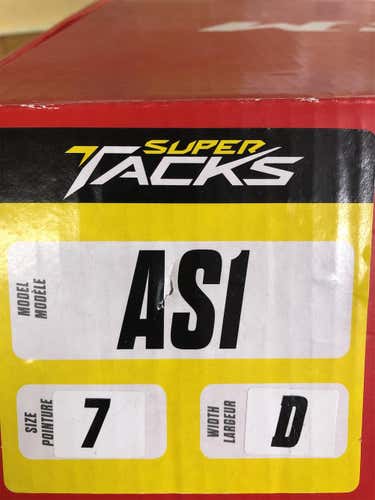 SUPER
TACKS
MODEL
MODÈLE
AS1
SIZE
POINTURE
7
WIDTH
LARGEUR
D